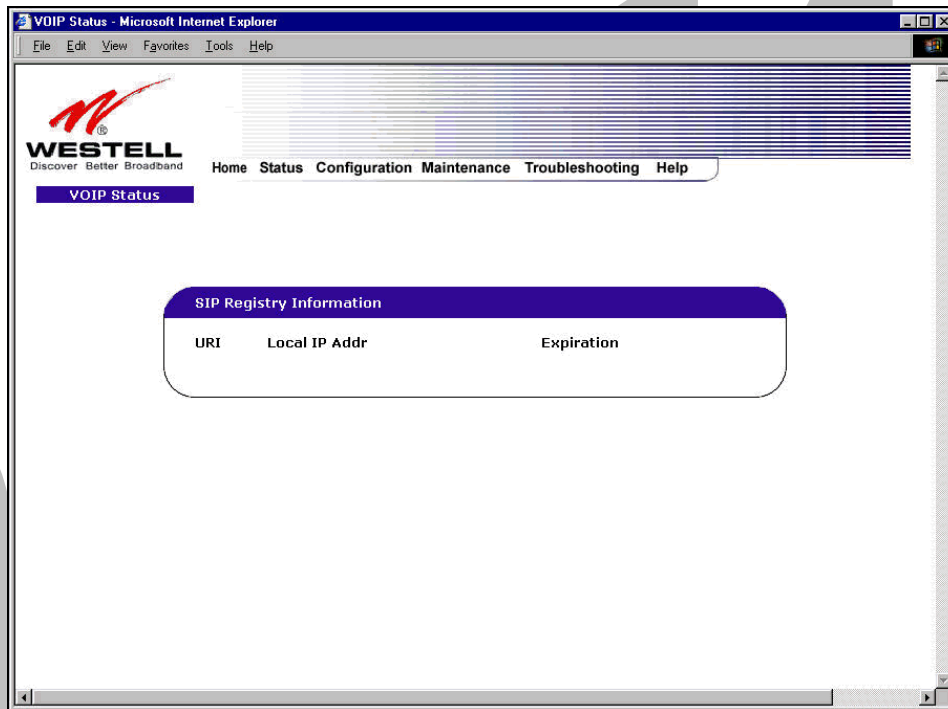 VOIP Status - Microsoft Internet Explorer
File Edit View Favorites Tools Help
®
WESTELL
Discover Better Broadband
Home Status Configuration Maintenance Troubleshooting Help
VOIP Status
SIP Registry Information
URI Local IP Addr Expiration